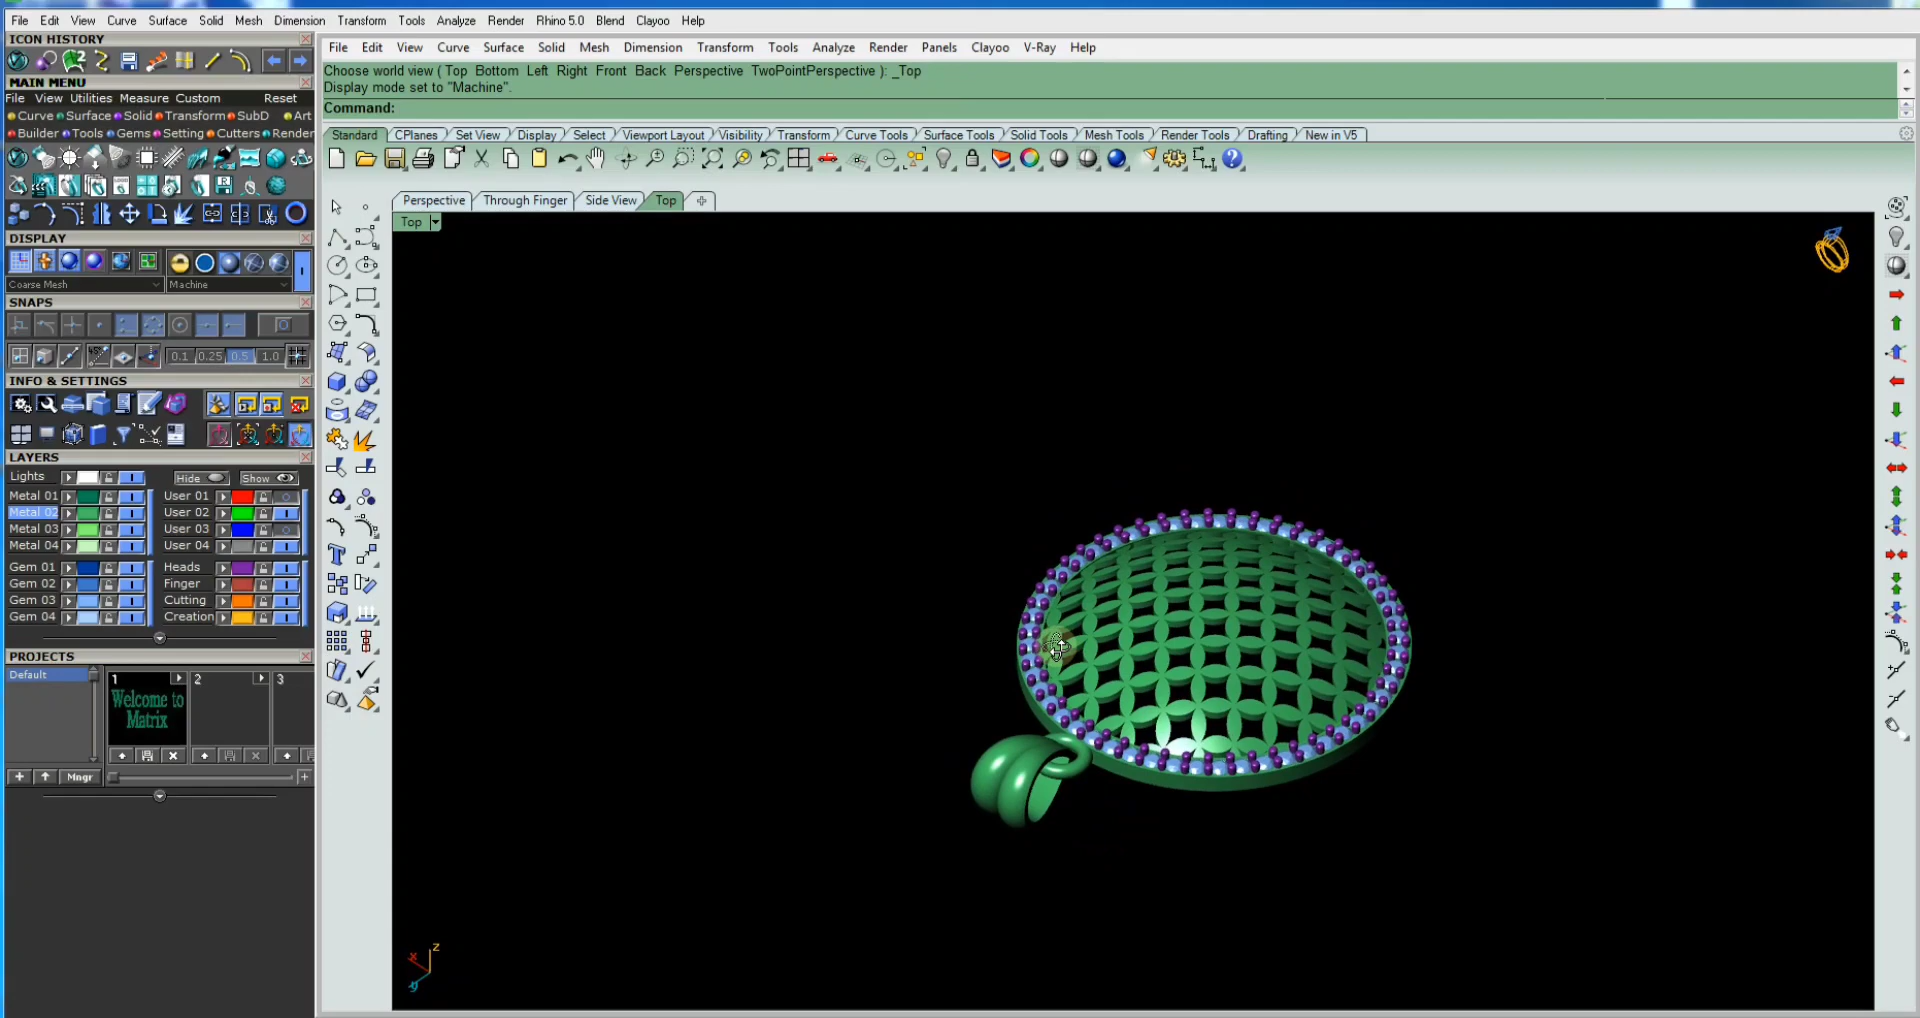 File Edit View Curve Surface Solid Mesh Dimension Transform Tools Analyze Render Rhino 5.0 Blend Clayoo Help
ICON HISTORY
MAIN MENU
File View Utilities Measure Custom Reset
Curve Surface Solid Transform SubD Art
Builder Tools Gems Setting Cutters Render
DISPLAY
Coarse Mesh Machine
SNAPS
0.1 0.25 0.5 1.0
INFO & SETTINGS
LAYERS
Lights Hide Show
Metal 01 User 01
Metal 02 User 02
Metal 03 User 03
Metal 04 User 04
Gem 01 Heads
Gem 02 Finger
Gem 03 Cutting
Gem 04 Creation
PROJECTS
Default
1 2 3
Welcome to
Matrix
Mngr
File Edit View Curve Surface Solid Mesh Dimension Transform Tools Analyze Render Panels Clayoo V-Ray Help
Choose world view ( Top Bottom Left Right Front Back Perspective TwoPointPerspective ): _Top
Display mode set to "Machine".
Command:
Standard CPlanes Set View Display Select Viewport Layout Visibility Transform Curve Tools Surface Tools Solid Tools Mesh Tools Render Tools Drafting New in V5
Perspective Through Finger Side View Top
Top
z
x
y